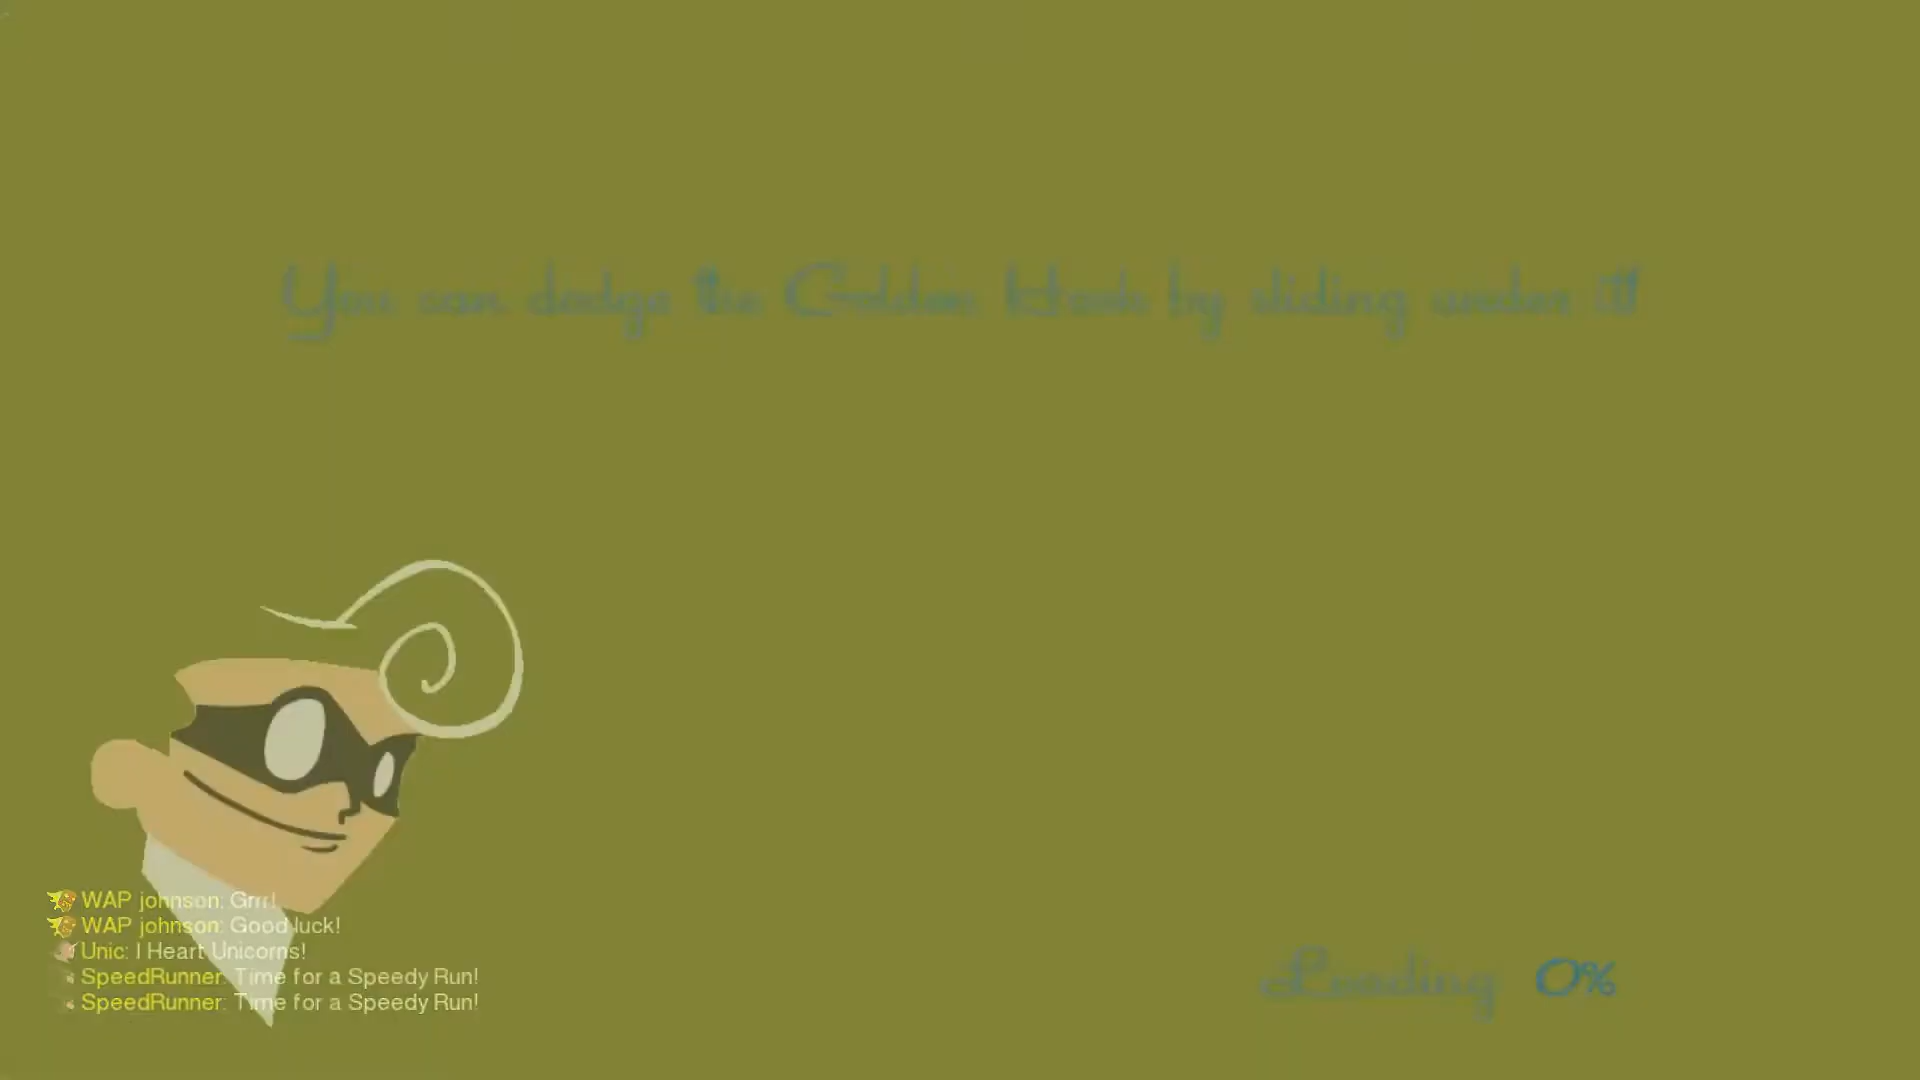 You can dodge the Golden Hook by sliding under it!
WAP johnson: Grrr!
WAP johnson: Good luck!
Unic: I Heart Unicorns!
SpeedRunner: Time for a Speedy Run!
SpeedRunner: Time for a Speedy Run!
Loading 0%